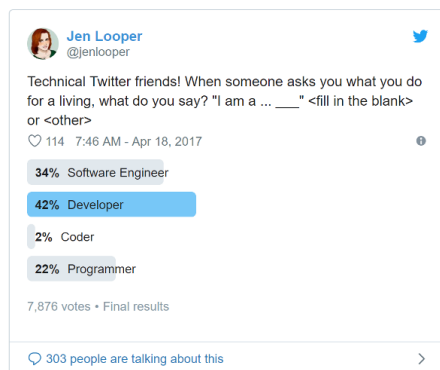 Jen Looper
@jenlooper
Technical Twitter friends! When someone asks you what you do
for a living, what do you say? "I am a ... ___" <fill in the blank>
or <other>
114 7:46 AM - Apr 18, 2017
34% Software Engineer
42% Developer
2% Coder
22% Programmer
7,876 votes • Final results
303 people are talking about this